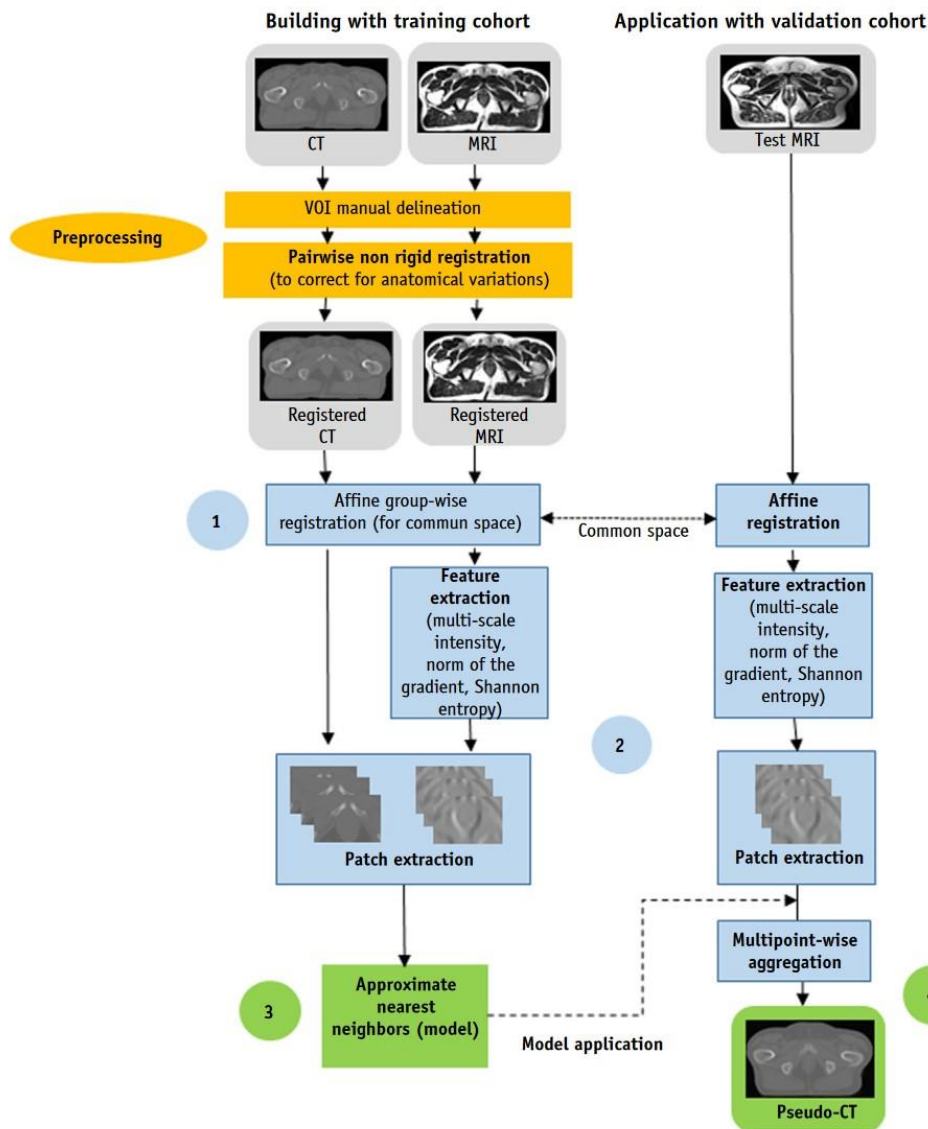 Building with training cohort
Application with validation cohort
CT
MRI
Test MRI
VOI manual delineation
Preprocessing
Pairwise non rigid registration
(to correct for anatomical variations)
Registered
CT
Registered
MRI
1
Affine group-wise
registration (for commun space)
Common space
Affine
registration
Feature
extraction
(multi-scale
intensity,
norm of the
gradient, Shannon
entropy)
Feature extraction
(multi-scale
intensity,
norm of the
gradient, Shannon
entropy)
2
Patch extraction
Patch extraction
Multipoint-wise
aggregation
3
Approximate
nearest
neighbors (model)
Model application
Pseudo-CT